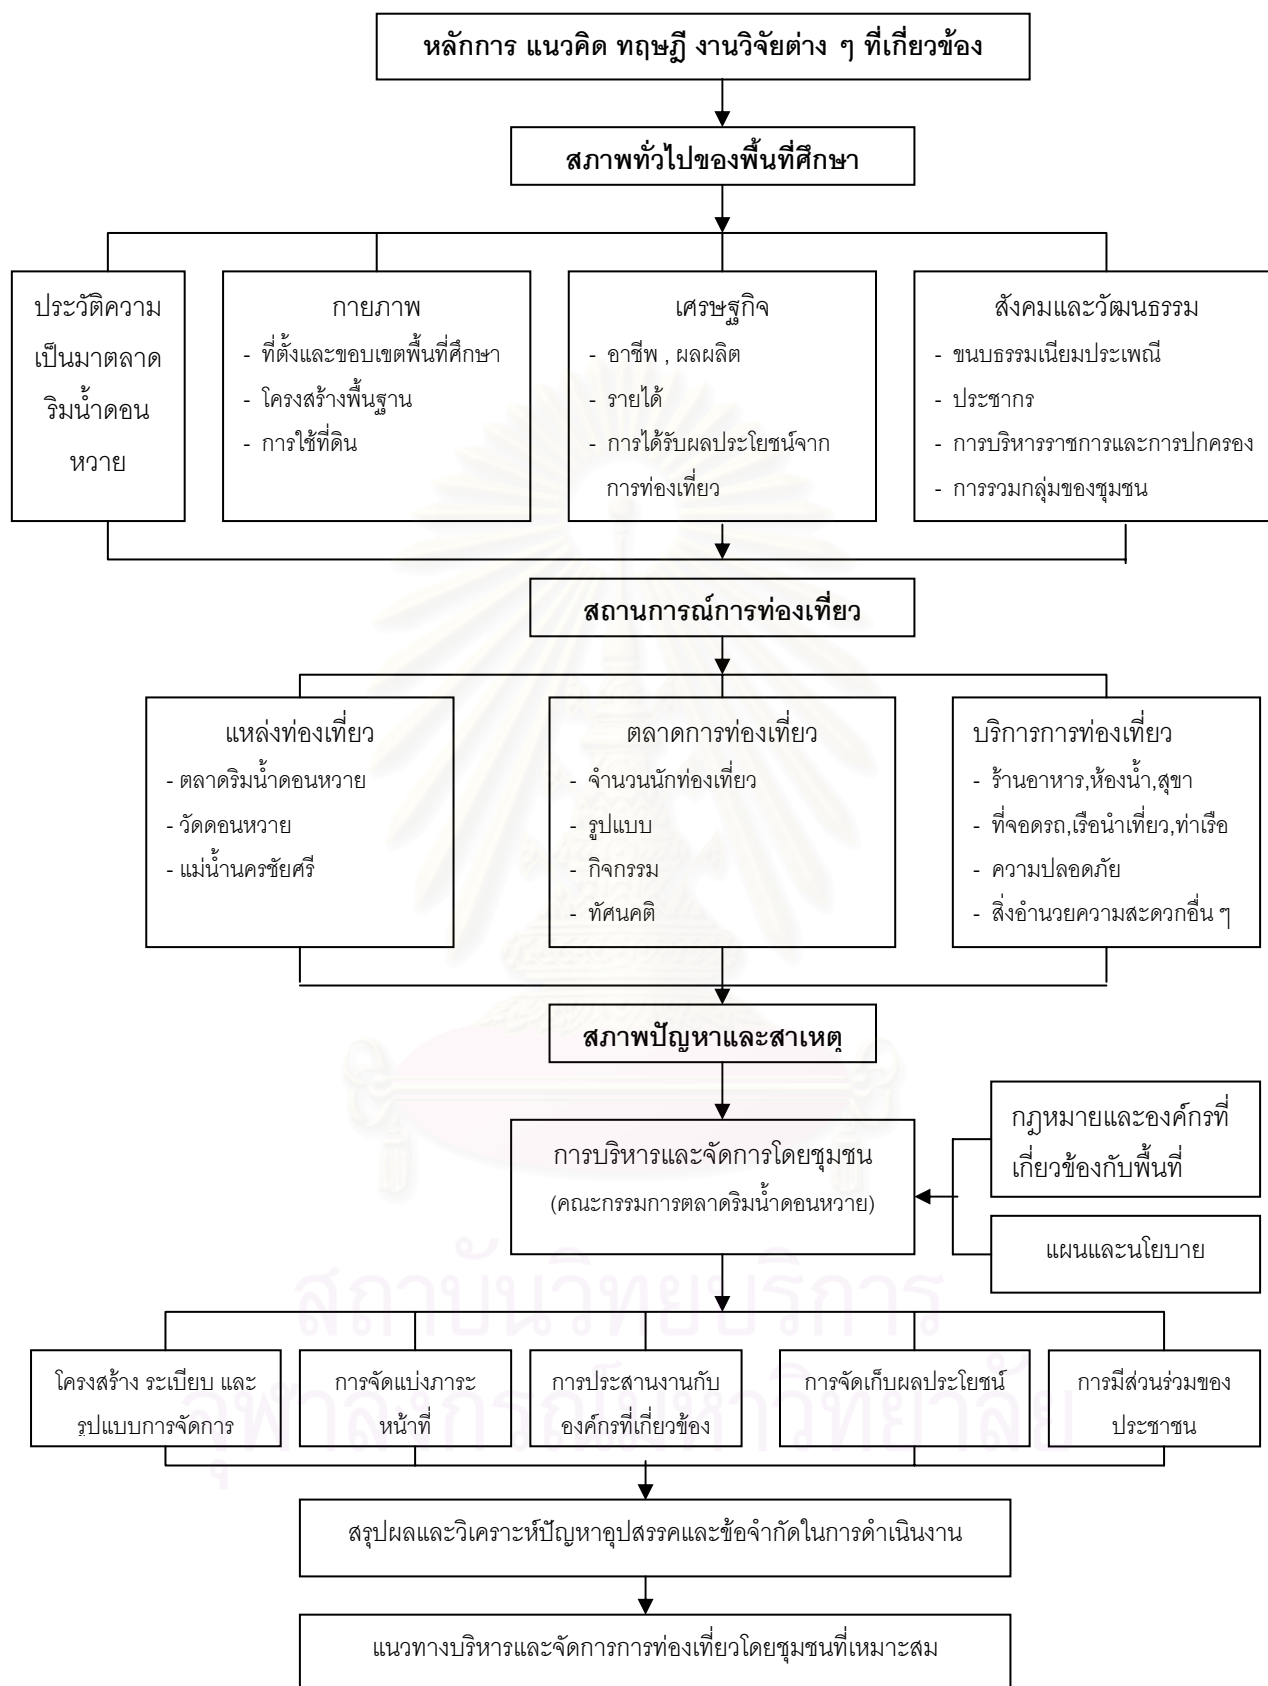 หลักการ แนวคิด ทฤษฎี งานวิจัยต่าง ๆ ที่เกี่ยวข้อง
สภาพทั่วไปของพื้นที่ศึกษา
ประวัติความ
เป็นมาตลาด
ริมน้ำดอน
หวาย
กายภาพ
- ที่ตั้งและขอบเขตพื้นที่ศึกษา
- โครงสร้างพื้นฐาน
- การใช้ที่ดิน
เศรษฐกิจ
- อาชีพ , ผลผลิต
- รายได้
- การได้รับผลประโยชน์จาก
การท่องเที่ยว
สังคมและวัฒนธรรม
- ขนบธรรมเนียมประเพณี
- ประชากร
- การบริหารราชการและการปกครอง
- การรวมกลุ่มของชุมชน
สถานการณ์การท่องเที่ยว
แหล่งท่องเที่ยว
- ตลาดริมน้ำดอนหวาย
- วัดดอนหวาย
- แม่น้ำนครชัยศรี
ตลาดการท่องเที่ยว
- จำนวนนักท่องเที่ยว
- รูปแบบ
- กิจกรรม
- ทัศนคติ
บริการการท่องเที่ยว
- ร้านอาหาร,ห้องน้ำ,สุขา
- ที่จอดรถ,เรือนำเที่ยว,ท่าเรือ
- ความปลอดภัย
- สิ่งอำนวยความสะดวกอื่น ๆ
สภาพปัญหาและสาเหตุ
การบริหารและจัดการโดยชุมชน
(คณะกรรมการตลาดริมน้ำดอนหวาย)
กฎหมายและองค์กรที่
เกี่ยวข้องกับพื้นที่
แผนและนโยบาย
สถาบันวิทยบริการ
จุฬาลงกรณ์มหาวิทยาลัย
โครงสร้าง ระเบียบ และ
รูปแบบการจัดการ
การจัดแบ่งภาระ
หน้าที่
การประสานงานกับ
องค์กรที่เกี่ยวข้อง
การจัดเก็บผลประโยชน์
การมีส่วนร่วมของ
ประชาชน
สรุปผลและวิเคราะห์ปัญหาอุปสรรคและข้อจำกัดในการดำเนินงาน
แนวทางบริหารและจัดการการท่องเที่ยวโดยชุมชนที่เหมาะสม